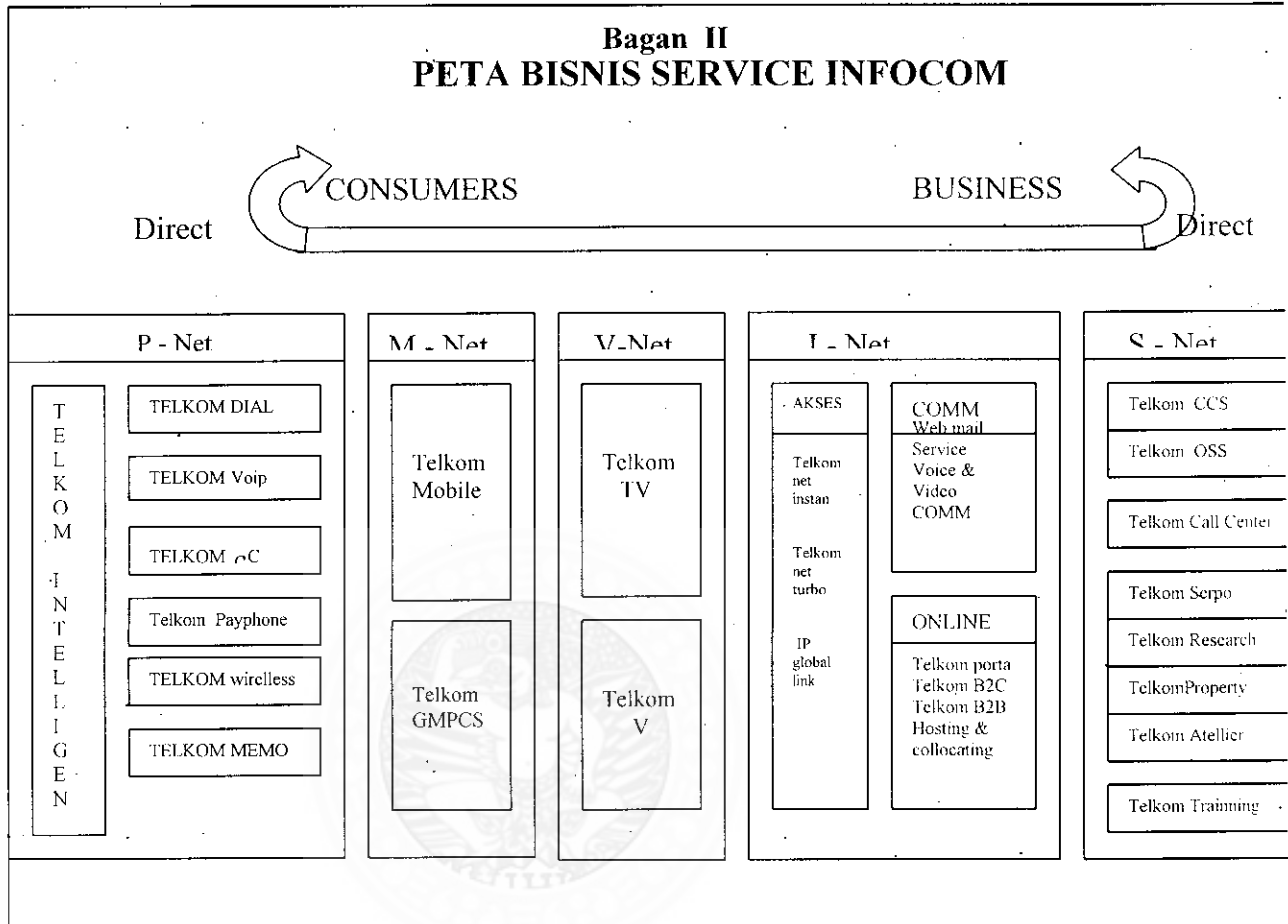 Bagan II
PETA BISNIS SERVICE INFOCOM
CONSUMERS
BUSINESS
Direct
Direct
P - Net
TELKOM INTELLIGEN
TELKOM DIAL
TELKOM Voip
TELKOM
Telkom Payphone
TELKOM wirelless
TELKOM MEMO
M - Net
Telkom
Mobile
Telkom
GMPCS
V-Net
Telkom
TV
Telkom
V
I - Net
AKSES
Telkom
net
instan
Telkom
net
turbo
IP
global
link
COMM
Web mail
Service
Voice &
Video
COMM
ONLINE
Telkom porta
Telkom B2C
Telkom B2B
Hosting &
collocating
S - Net
Telkom CCS
Telkom OSS
Telkom Call Center
Telkom Serpo
Telkom Research
TelkomProperty
Telkom Atellier
Telkom Trainning